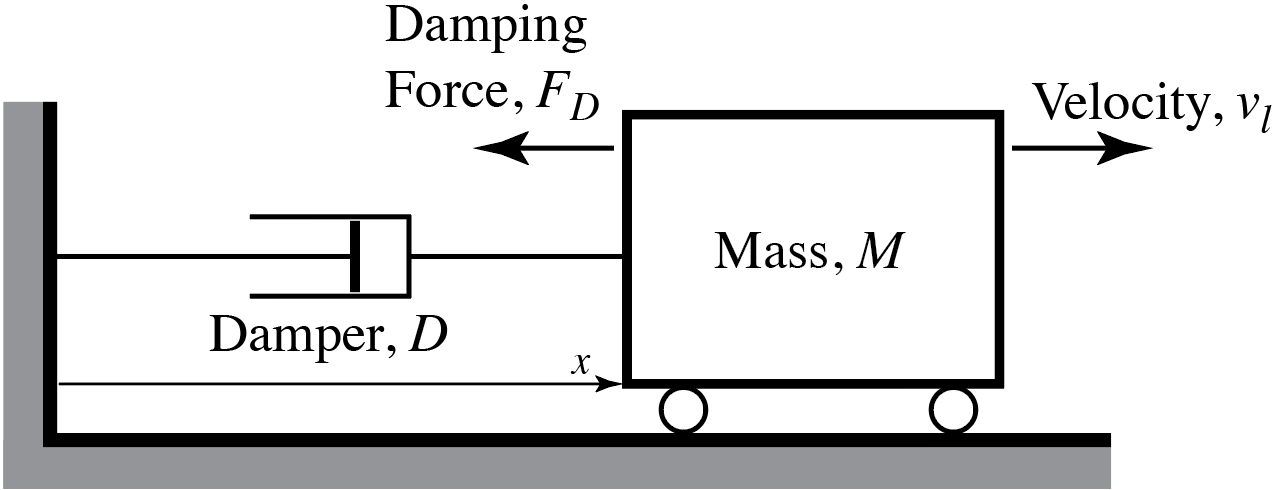 Damping
Force, F_D
Velocity, v_l
Mass, M
Damper, D
x